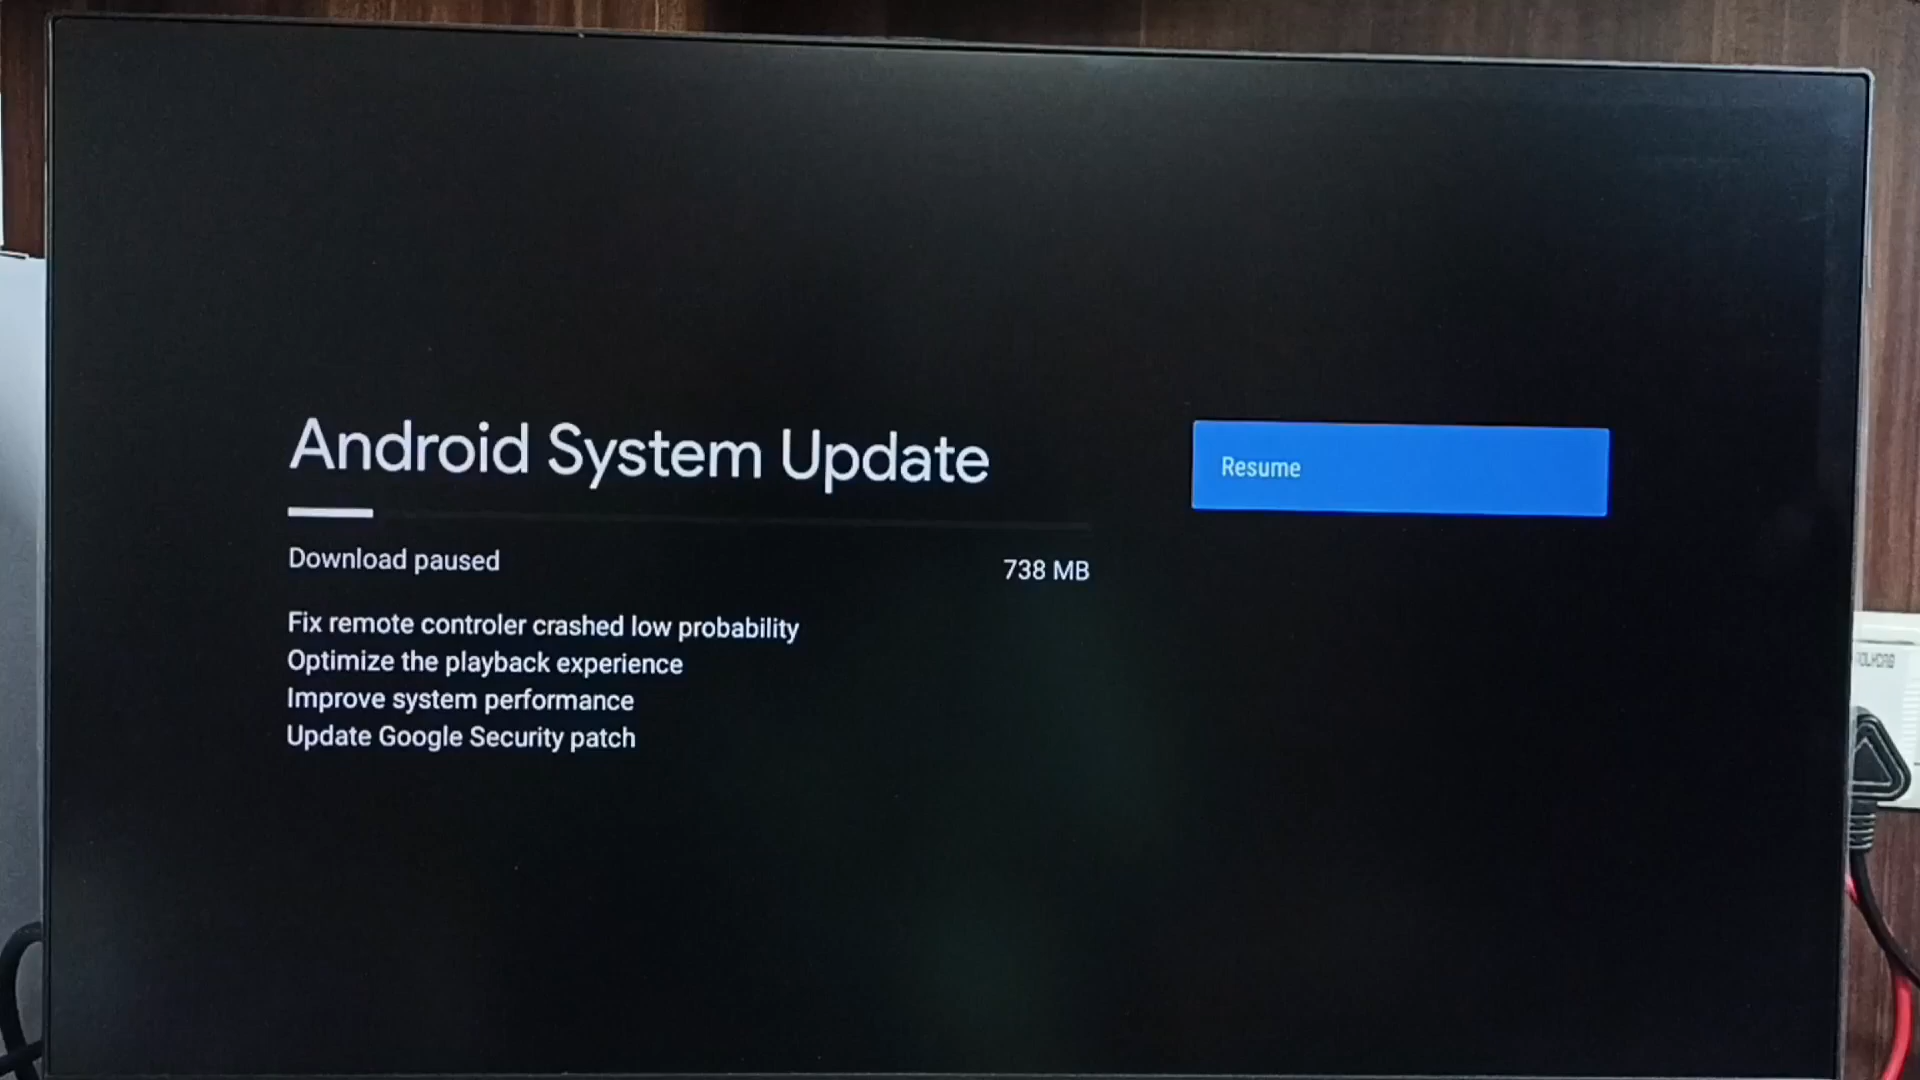 Android System Update
Resume
Download paused
738 MB
Fix remote controler crashed low probability
Optimize the playback experience
Improve system performance
Update Google Security patch